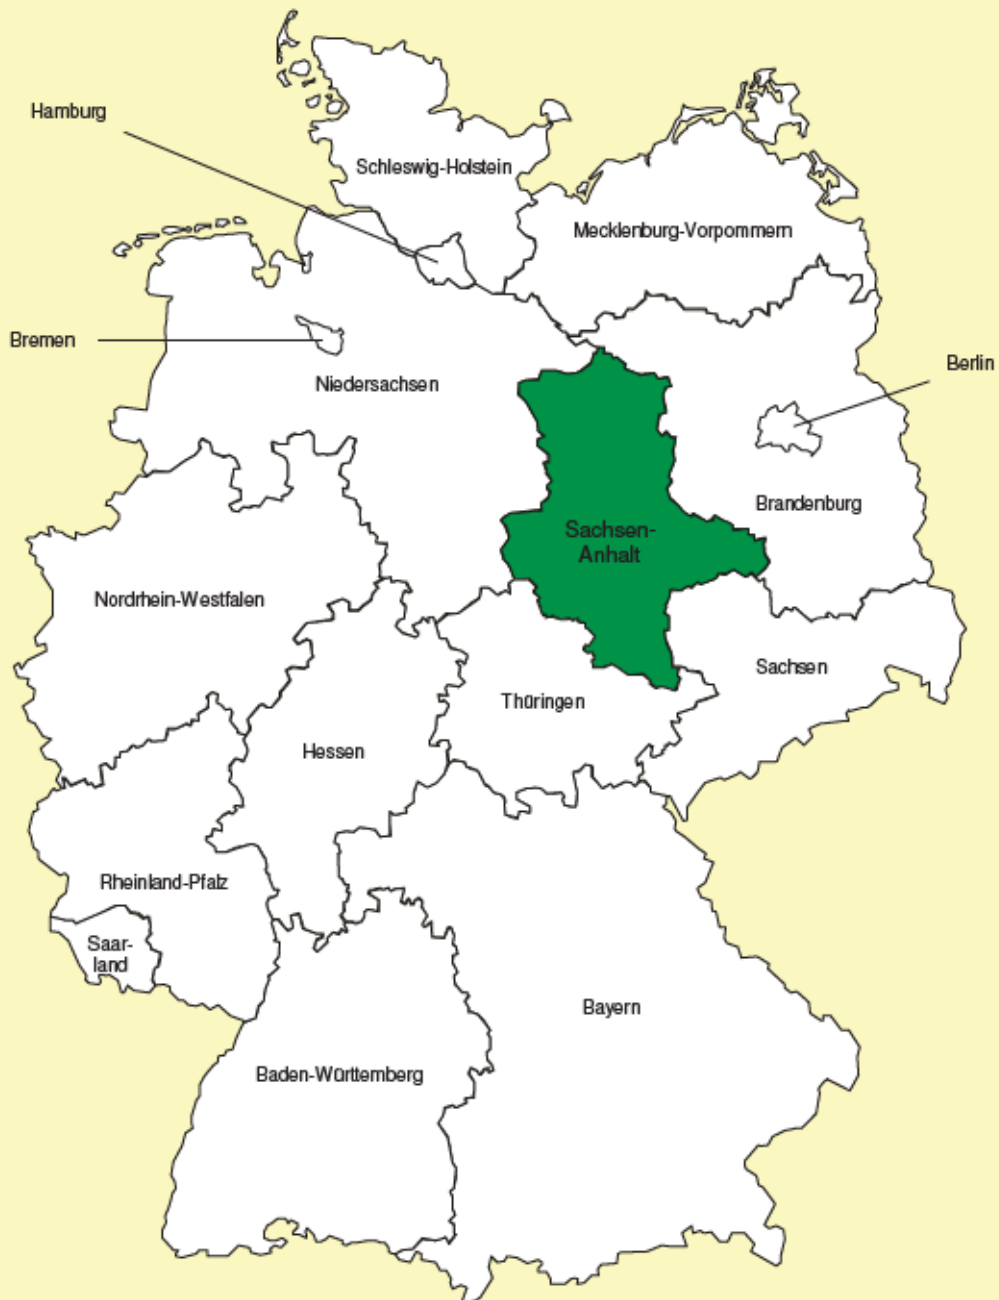 Hamburg
Schleswig-Holstein
Mecklenburg-Vorpommern
Bremen
Berlin
Niedersachsen
Brandenburg
Sachsen-
Anhalt
Nordrhein-Westfalen
Sachsen
Thüringen
Hessen
Rheinland-Pfalz
Saar-
land
Bayern
Baden-Württemberg